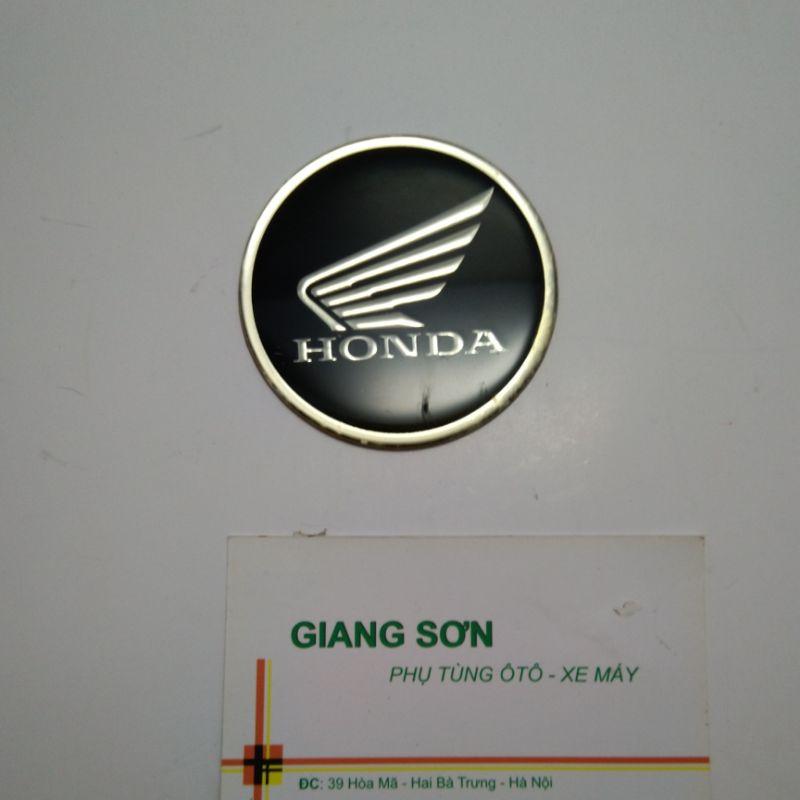 HONDA
GIANG SƠN
PHỤ TÙNG ÔTÔ - XE MÁY
ĐC: 39 Hòa Mã - Hai Bà Trưng - Hà Nội